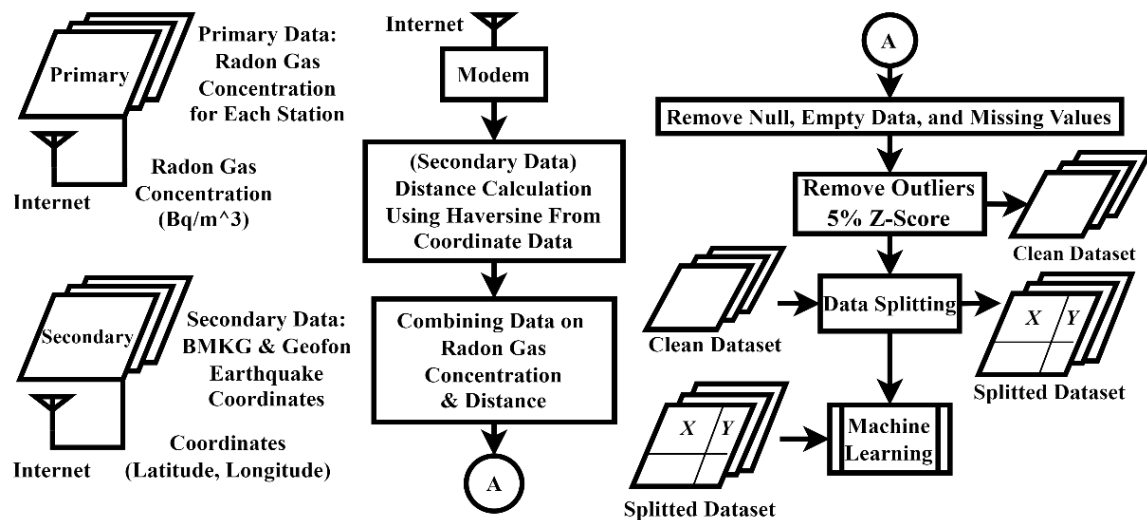 Primary
Primary Data:
Radon Gas
Concentration
for Each Station
Internet
Radon Gas
Concentration
(Bq/m^3)
Secondary
Secondary Data:
BMKG & Geofon
Earthquake
Coordinates
Internet
Coordinates
(Latitude, Longitude)
Internet
Modem
(Secondary Data)
Distance Calculation
Using Haversine From
Coordinate Data
Combining Data on
Radon Gas
Concentration
& Distance
A
A
Remove Null, Empty Data, and Missing Values
Remove Outliers
5% Z-Score
Clean Dataset
Clean Dataset
Data Splitting
X Y
Splitted Dataset
X Y
Splitted Dataset
Machine
Learning